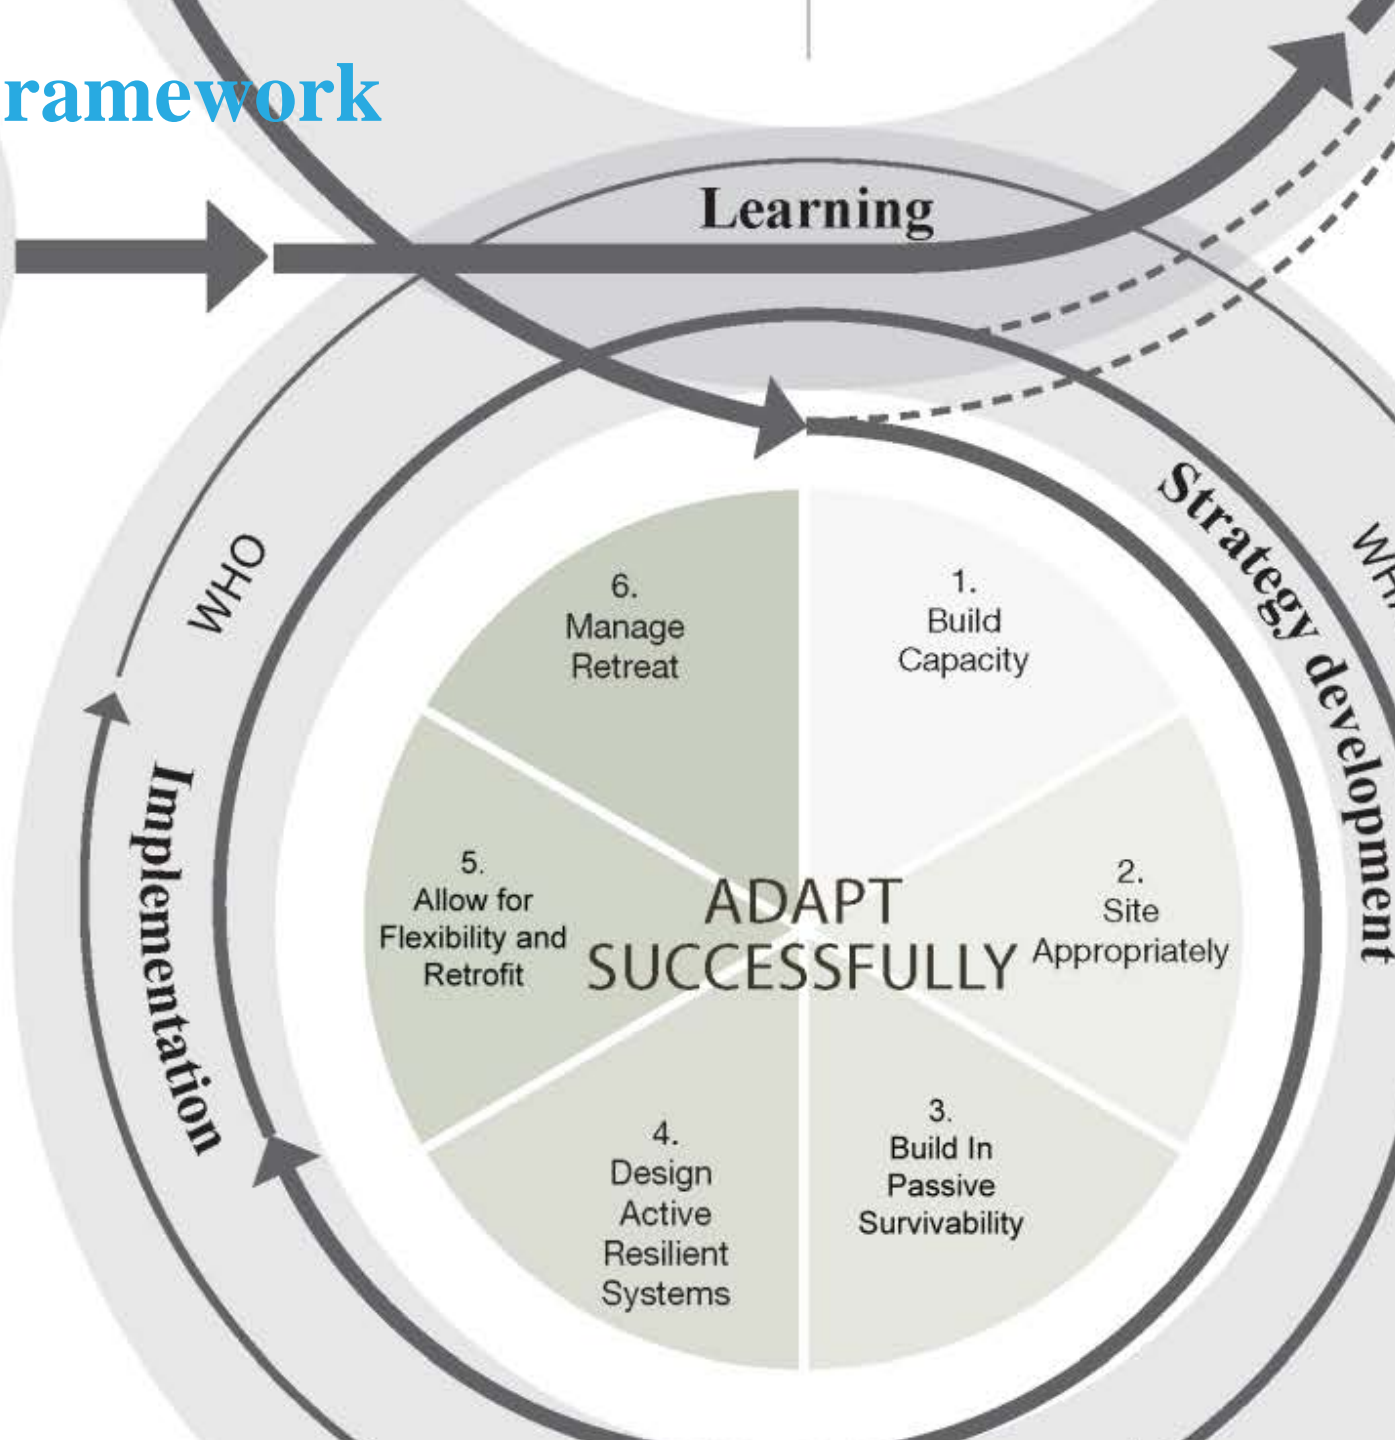 ramework
Learning
Strategy development
WHO
Implementation
6.
Manage
Retreat
1.
Build
Capacity
5.
Allow for
Flexibility and
Retrofit
ADAPT
SUCCESSFULLY
2.
Site
Appropriately
4.
Design
Active
Resilient
Systems
3.
Build In
Passive
Survivability